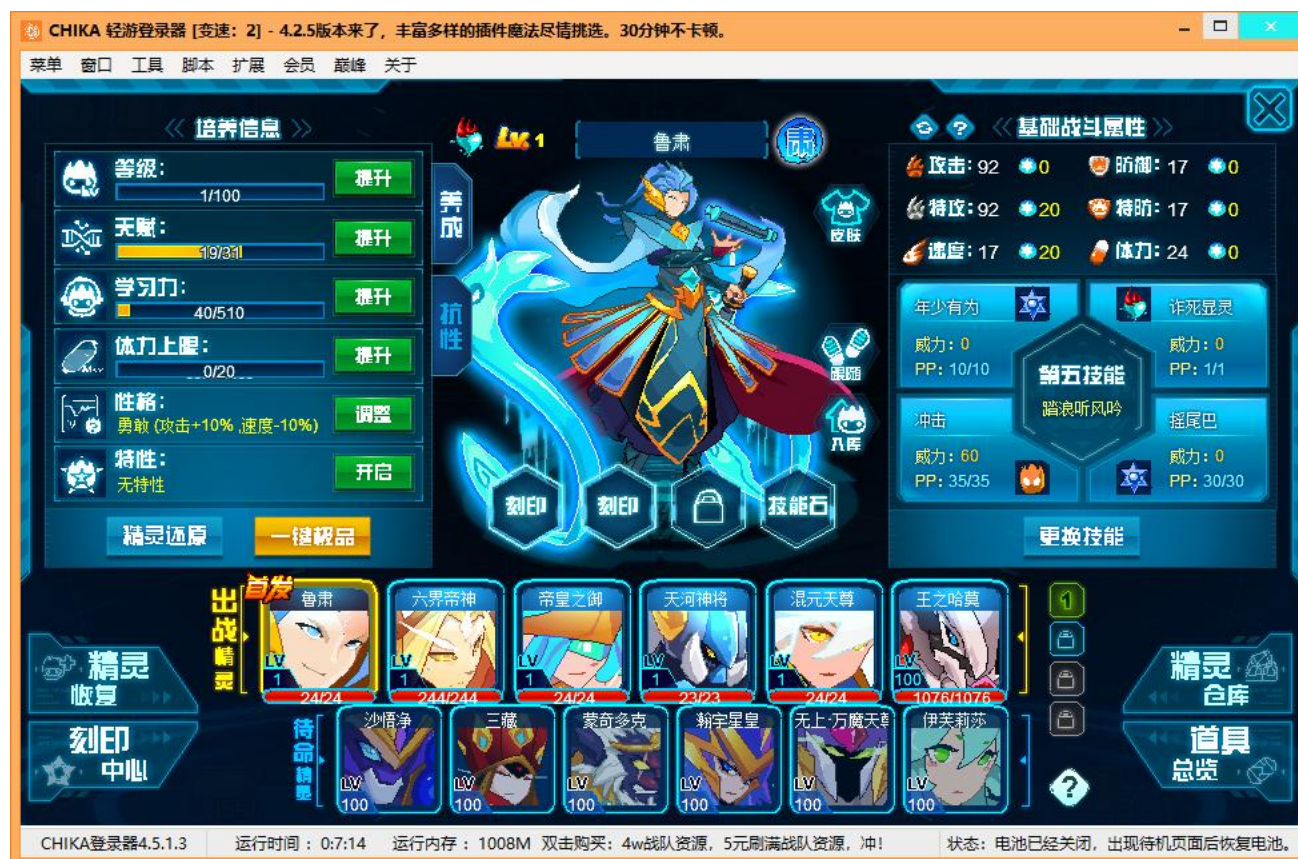 CHIKA 轻游登录器 [变速：2] - 4.2.5版本来了，丰富多样的插件魔法尽情挑选。30分钟不卡顿。
菜单 窗口 工具 脚本 扩展 会员 巅峰 关于
培养信息
等级：
1/100
提升
天赋：
19/31
提升
学习力：
40/510
提升
体力上限：
0/20
提升
性格：
勇敢 (攻击+10% ,速度-10%)
调整
特性：
无特性
开启
精灵还原 一键极品
养成
抗性
Lv. 1
鲁肃
肃
皮肤
跟随
入库
刻印 刻印 技能石
? 基础战斗属性
攻击: 92 0 防御: 17 0
特攻: 92 20 特防: 17 0
速度: 17 20 体力: 24 0
年少有为
威力：0
PP：10/10
诈死显灵
威力：0
PP：1/1
第五技能
踏浪听风吟
冲击
威力：60
PP：35/35
摇尾巴
威力：0
PP：30/30
更换技能
出战精灵
首发
鲁肃 六界帝神 帝皇之御 天河神将 混元天尊 王之哈莫
LV 1 LV 1 LV 1 LV 1 LV 1 LV 100
24/24 244/244 24/24 23/23 24/24 1076/1076
1
待命精灵
沙悟净 三藏 蒙奇多克 瀚宇星皇 无上·万魔天尊 伊芙莉莎
LV 100 LV 100 LV 100 LV 100 LV 100 LV 100
?
精灵
恢复
刻印
中心
精灵
仓库
道具
总览
CHIKA登录器4.5.1.3 运行时间 : 0:7:14 运行内存 : 1008M 双击购买：4w战队资源，5元刷满战队资源，冲! 状态：电池已经关闭，出现待机页面后恢复电池。